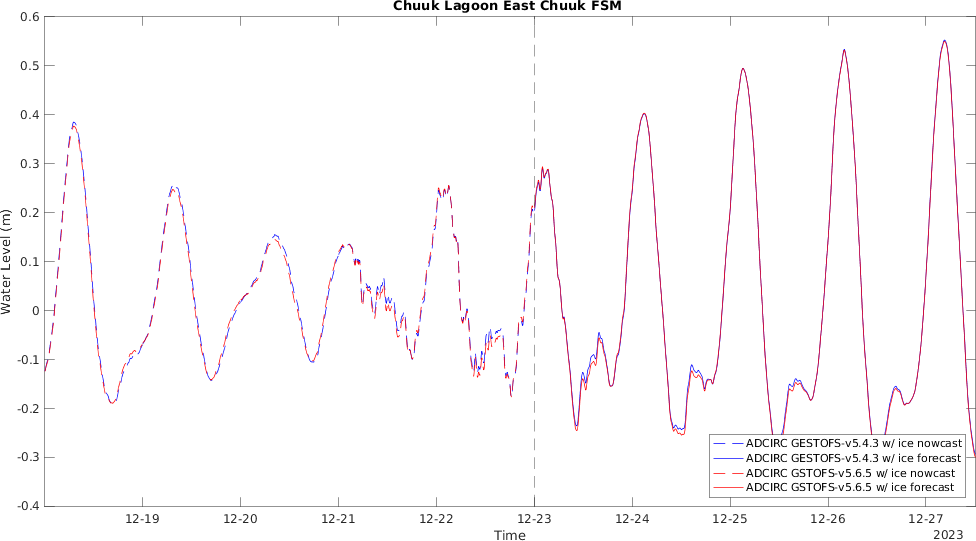 Chuuk Lagoon East Chuuk FSM
0.6
0.5
0.4
0.3
0.2
0.1
0
-0.1
-0.2
-0.3
-0.4
Water Level (m)
12-19 12-20 12-21 12-22 12-23 12-24 12-25 12-26 12-27
Time
2023
ADCIRC GESTOFS-v5.4.3 w/ ice nowcast
ADCIRC GESTOFS-v5.4.3 w/ ice forecast
ADCIRC GSTOFS-v5.6.5 w/ ice nowcast
ADCIRC GSTOFS-v5.6.5 w/ ice forecast